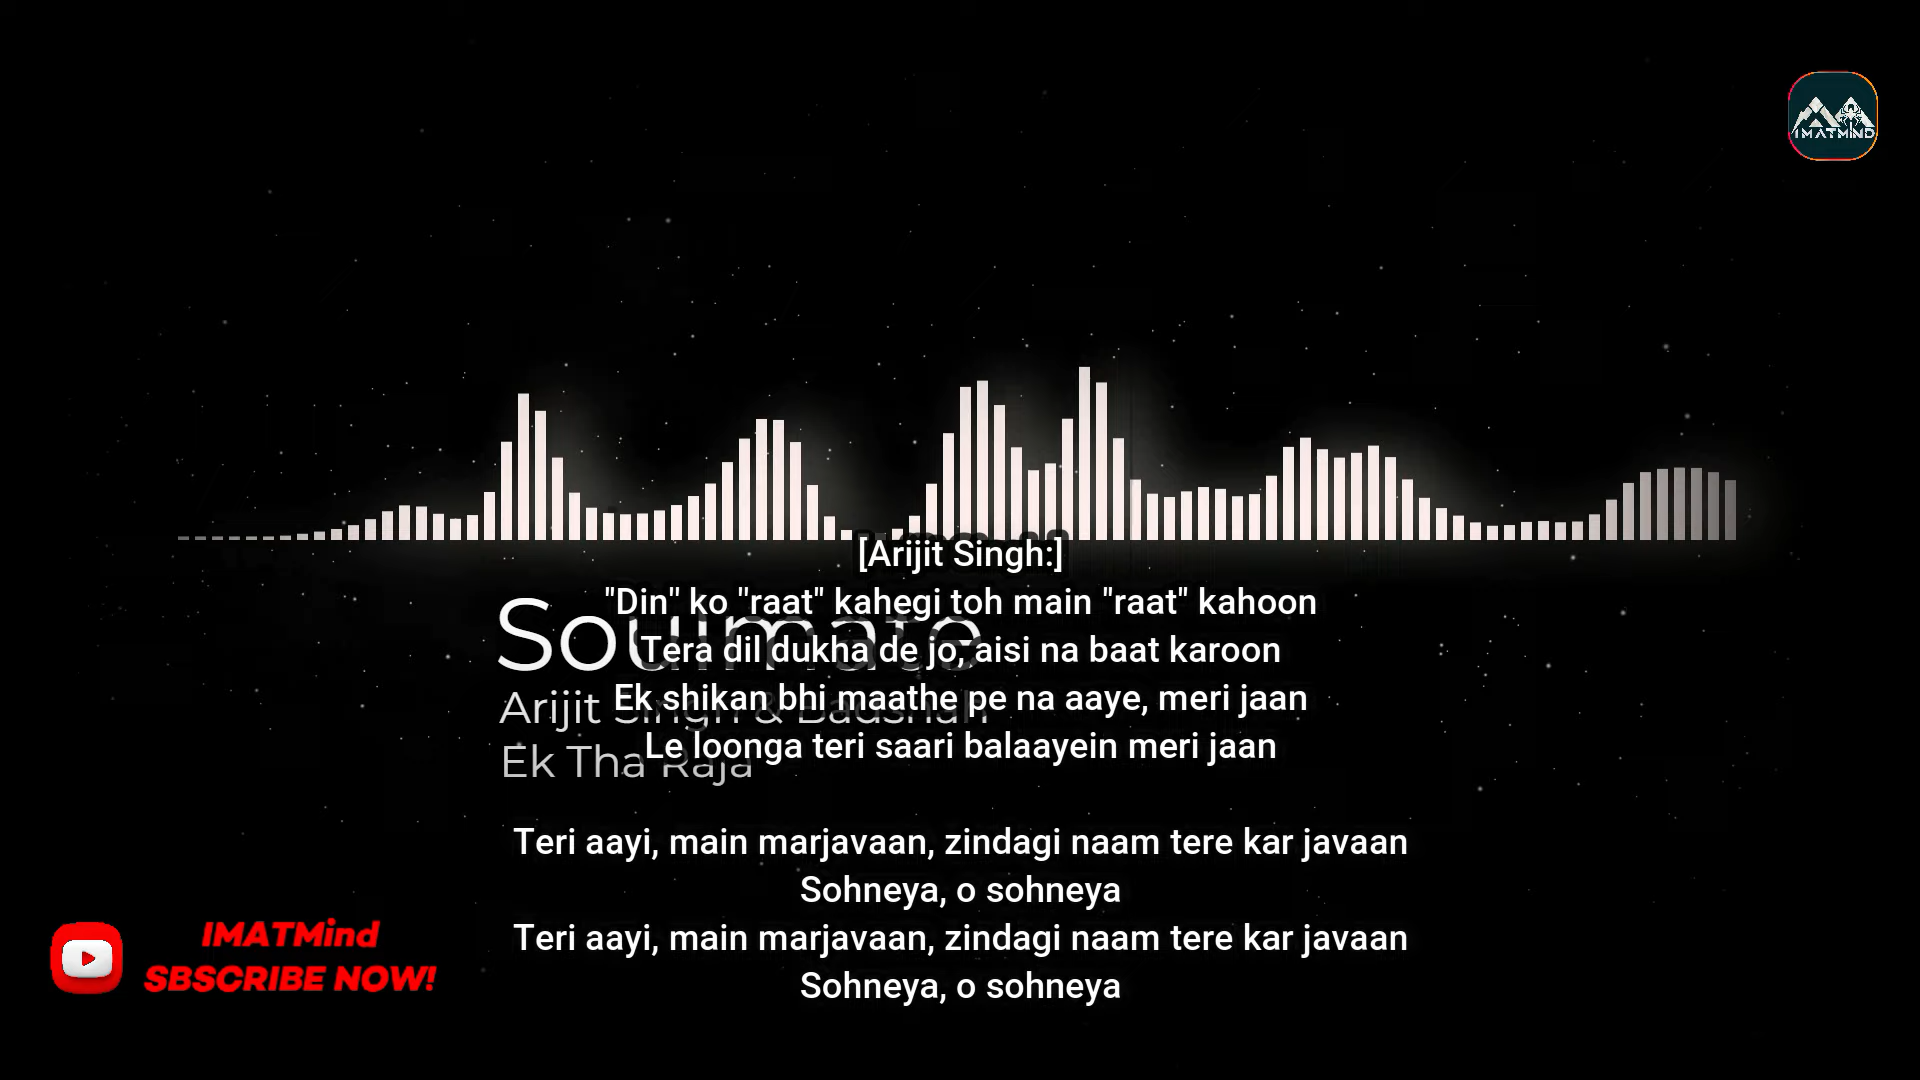 IMATMIND
[Arijit Singh:]
"Din" ko "raat" kahegi toh main "raat" kahoon
Soulmate
Tera dil dukha de jo, aisi na baat karoon
Ek shikan bhi maathe pe na aaye, meri jaan
Arijit Singh & Badshah
Le loonga teri saari balaayein meri jaan
Ek Tha Raja
Teri aayi, main marjavaan, zindagi naam tere kar javaan
Sohneya, o sohneya
Teri aayi, main marjavaan, zindagi naam tere kar javaan
Sohneya, o sohneya
IMATMind
SBSCRIBE NOW!